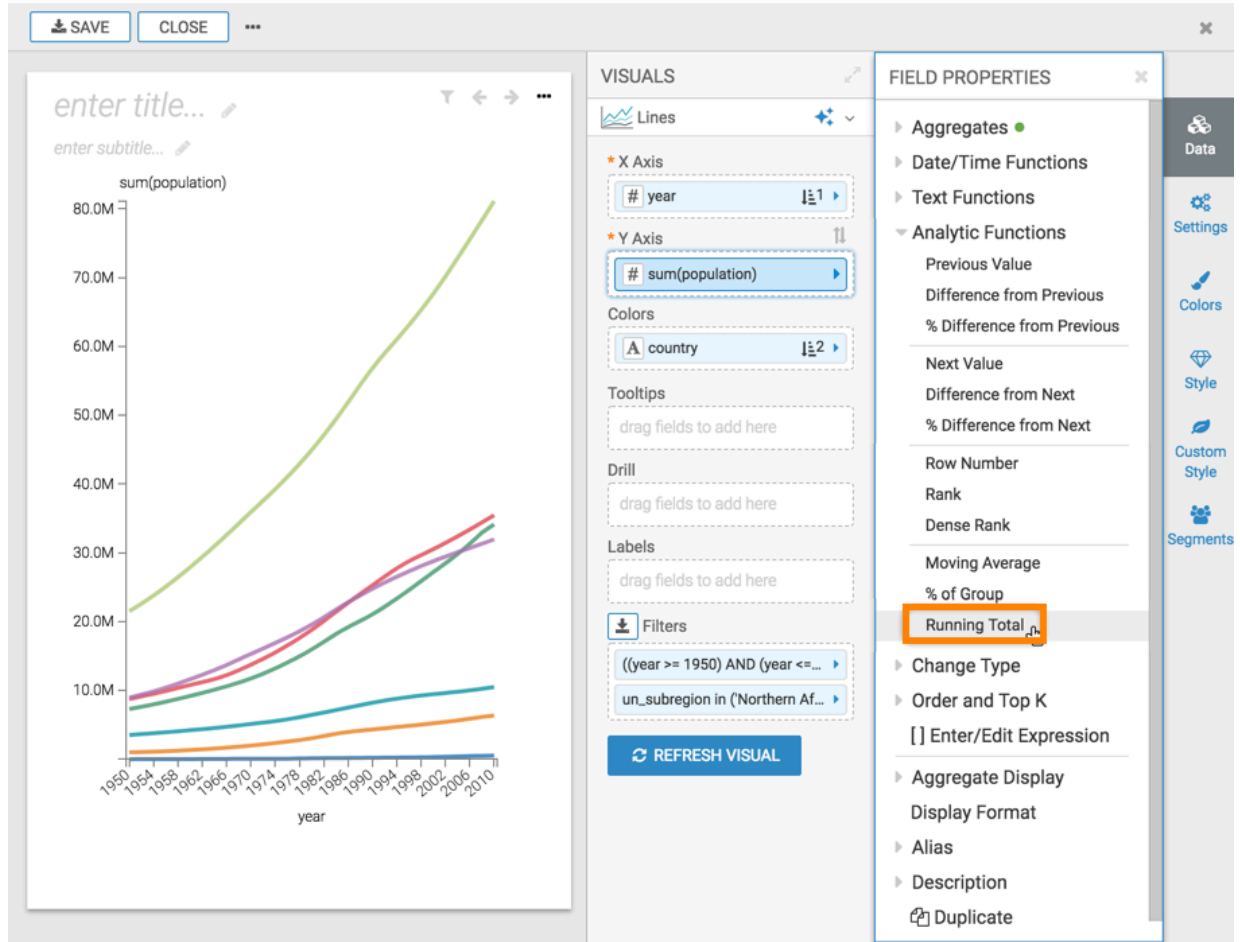 SAVE
CLOSE
enter title...
enter subtitle...
sum(population)
80.0M
70.0M
60.0M
50.0M
40.0M
30.0M
20.0M
10.0M
1950 1954 1958 1962 1966 1970 1974 1978 1982 1986 1990 1994 1998 2002 2006 2010
year
VISUALS
Lines
* X Axis
# year 1
* Y Axis
# sum(population)
Colors
A country 2
Tooltips
drag fields to add here
Drill
drag fields to add here
Labels
drag fields to add here
Filters
((year >= 1950) AND (year <=...
un_subregion in ('Northern Af...
REFRESH VISUAL
FIELD PROPERTIES
Aggregates
Date/Time Functions
Text Functions
Analytic Functions
Previous Value
Difference from Previous
% Difference from Previous
Next Value
Difference from Next
% Difference from Next
Row Number
Rank
Dense Rank
Moving Average
% of Group
Running Total
Change Type
Order and Top K
[ ] Enter/Edit Expression
Aggregate Display
Display Format
Alias
Description
Duplicate
Data
Settings
Colors
Style
Custom
Style
Segments